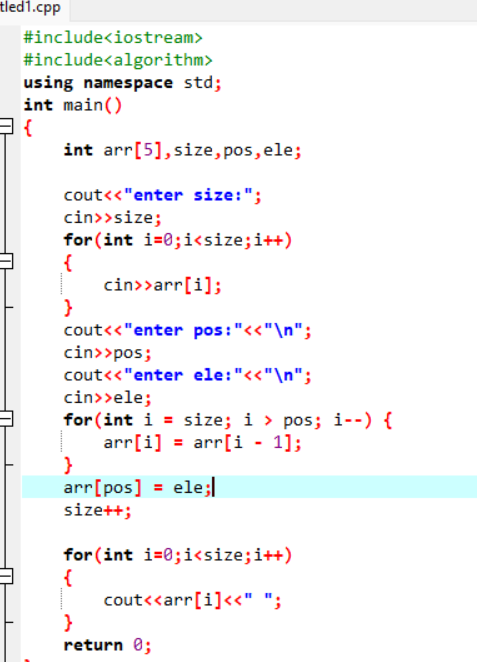 tled1.cpp
#include<iostream>
#include<algorithm>
using namespace std;
int main()
{
int arr[5],size,pos,ele;
cout<<"enter size:";
cin>>size;
for(int i=0;i<size;i++)
{
cin>>arr[i];
}
cout<<"enter pos:"<<"\n";
cin>>pos;
cout<<"enter ele:"<<"\n";
cin>>ele;
for(int i = size; i > pos; i--) {
arr[i] = arr[i - 1];
}
arr[pos] = ele;
size++;
for(int i=0;i<size;i++)
{
cout<<arr[i]<<" ";
}
return 0;